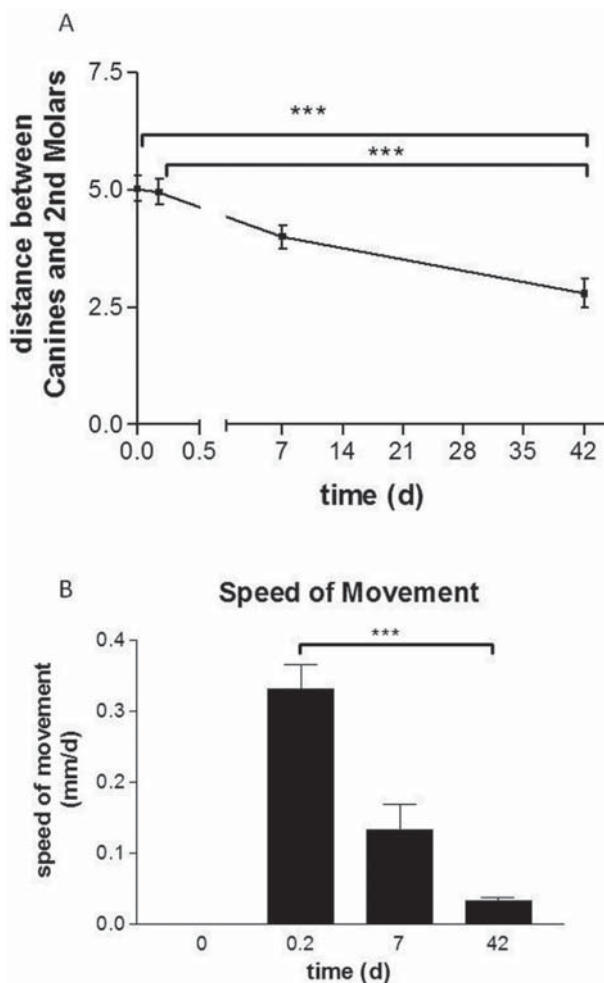 A
7.5
***
***
5.0
2.5
0.0
distance between
Canines and 2nd Molars
0.0 0.5 7 14 21 28 35 42
time (d)
B
Speed of Movement
0.4
***
0.3
0.2
0.1
0.0
speed of movement
(mm/d)
0 0.2 7 42
time (d)